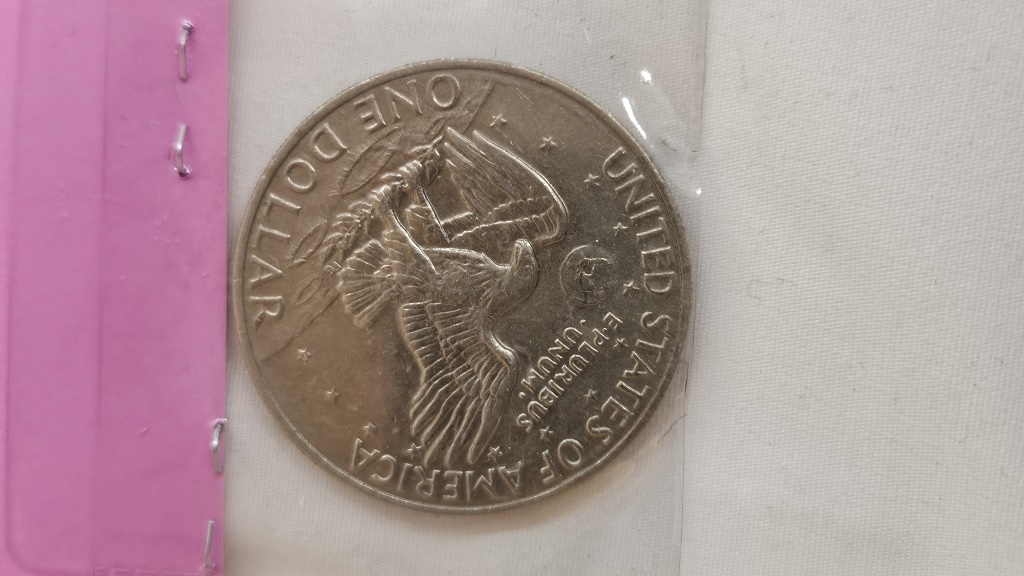 UNITED STATES OF AMERICA
E·PLURIBUS
UNUM
ONE DOLLAR